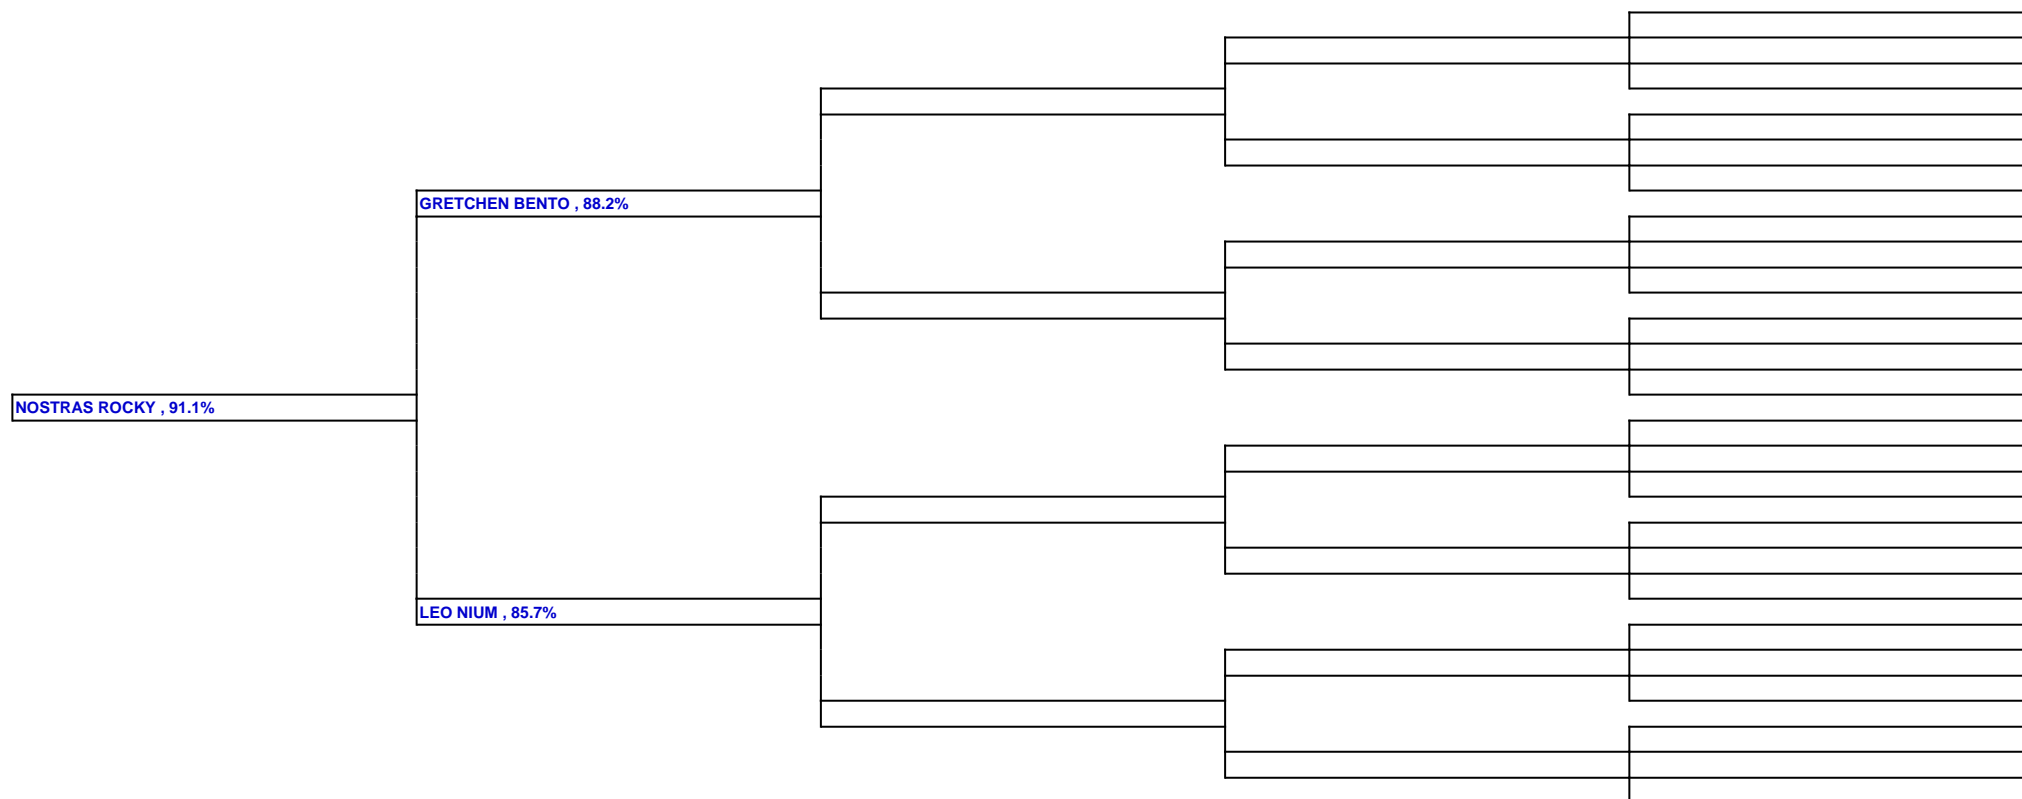 GRETCHEN BENTO , 88.2%
NOSTRAS ROCKY , 91.1%
LEO NIUM , 85.7%